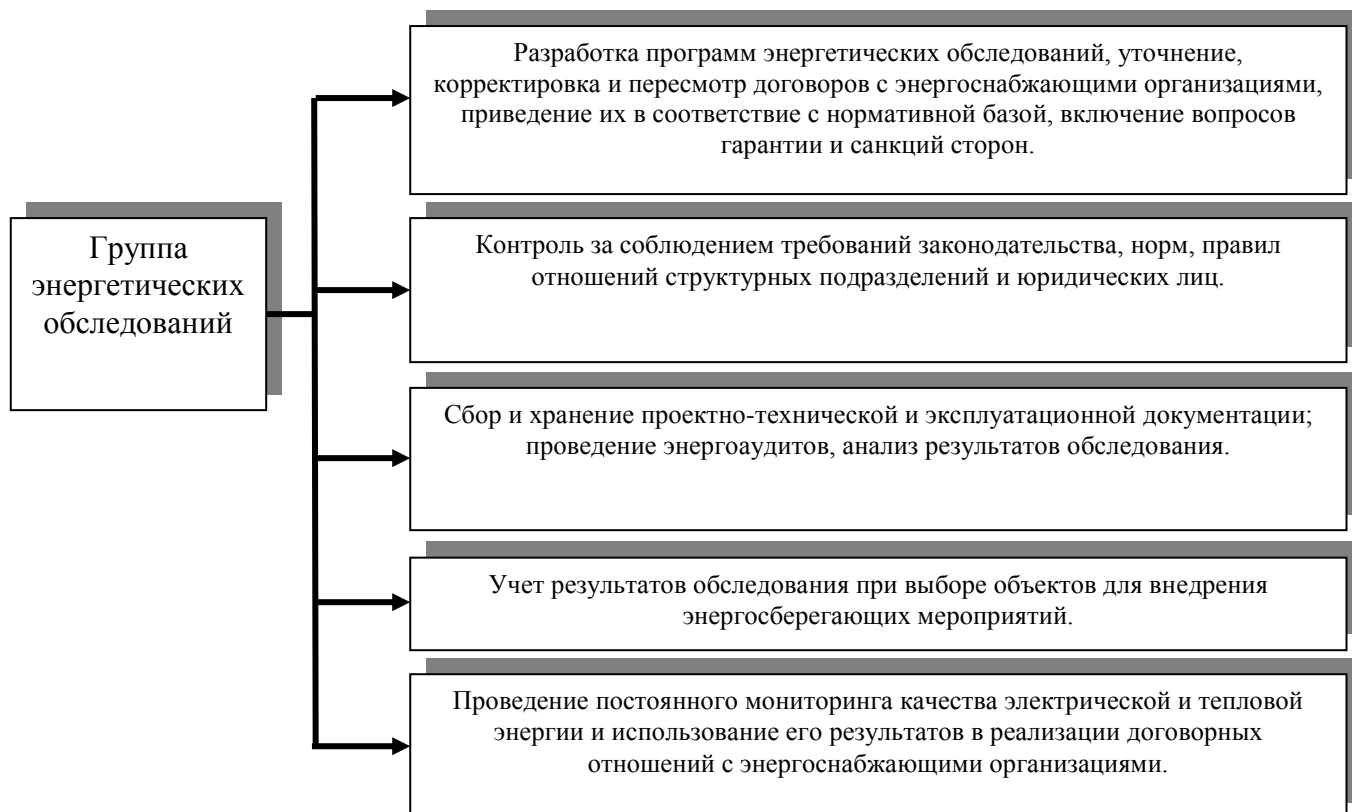 Разработка программ энергетических обследований, уточнение,
корректировка и пересмотр договоров с энергоснабжающими организациями,
приведение их в соответствие с нормативной базой, включение вопросов
гарантии и санкций сторон.
Группа
энергетических
обследований
Контроль за соблюдением требований законодательства, норм, правил
отношений структурных подразделений и юридических лиц.
Сбор и хранение проектно-технической и эксплуатационной документации;
проведение энергоаудитов, анализ результатов обследования.
Учет результатов обследования при выборе объектов для внедрения
энергосберегающих мероприятий.
Проведение постоянного мониторинга качества электрической и тепловой
энергии и использование его результатов в реализации договорных
отношений с энергоснабжающими организациями.